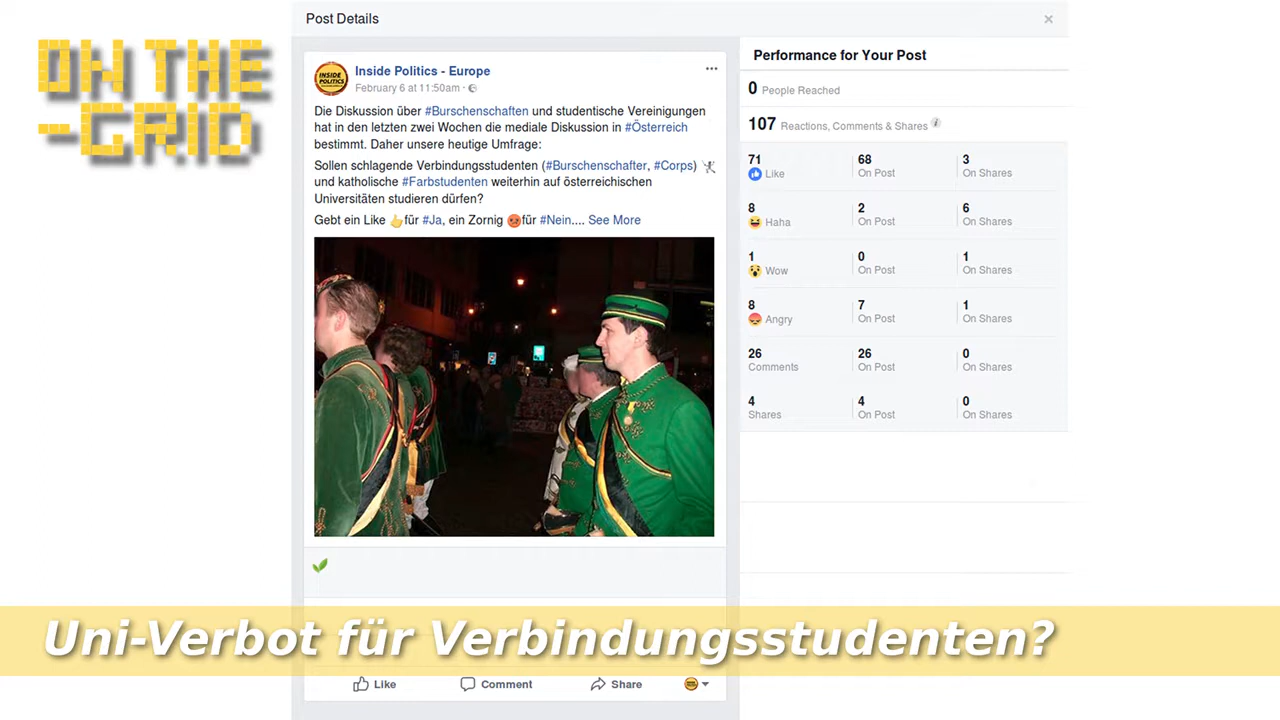 ON THE
-GRID
Post Details
Inside Politics - Europe
February 6 at 11:50am
Die Diskussion über #Burschenschaften und studentische Vereinigungen
hat in den letzten zwei Wochen die mediale Diskussion in #Österreich
bestimmt. Daher unsere heutige Umfrage:
Sollen schlagende Verbindungsstudenten (#Burschenschafter, #Corps)
und katholische #Farbstudenten weiterhin auf österreichischen
Universitäten studieren dürfen?
Gebt ein Like für #Ja, ein Zornig für #Nein.... See More
Like
Comment
Share
Performance for Your Post
0 People Reached
107 Reactions, Comments & Shares
71 68 3
Like On Post On Shares
8 2 6
Haha On Post On Shares
1 0 1
Wow On Post On Shares
8 7 1
Angry On Post On Shares
26 26 0
Comments On Post On Shares
4 4 0
Shares On Post On Shares
Uni-Verbot für Verbindungsstudenten?